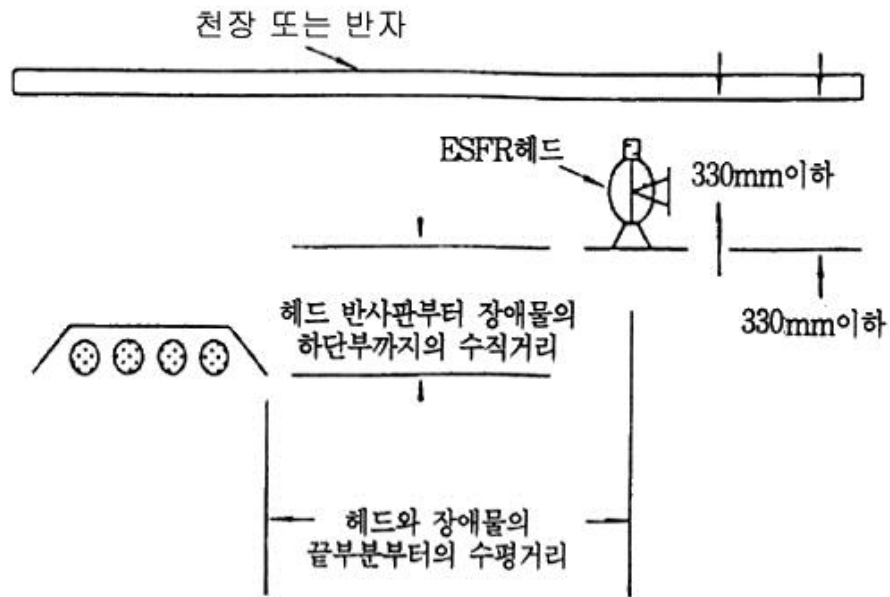 천장 또는 반자
ESFR헤드
330mm이하
헤드 반사판부터 장애물의
하단부까지의 수직거리
330mm이하
헤드와 장애물의
끝부분부터의 수평거리